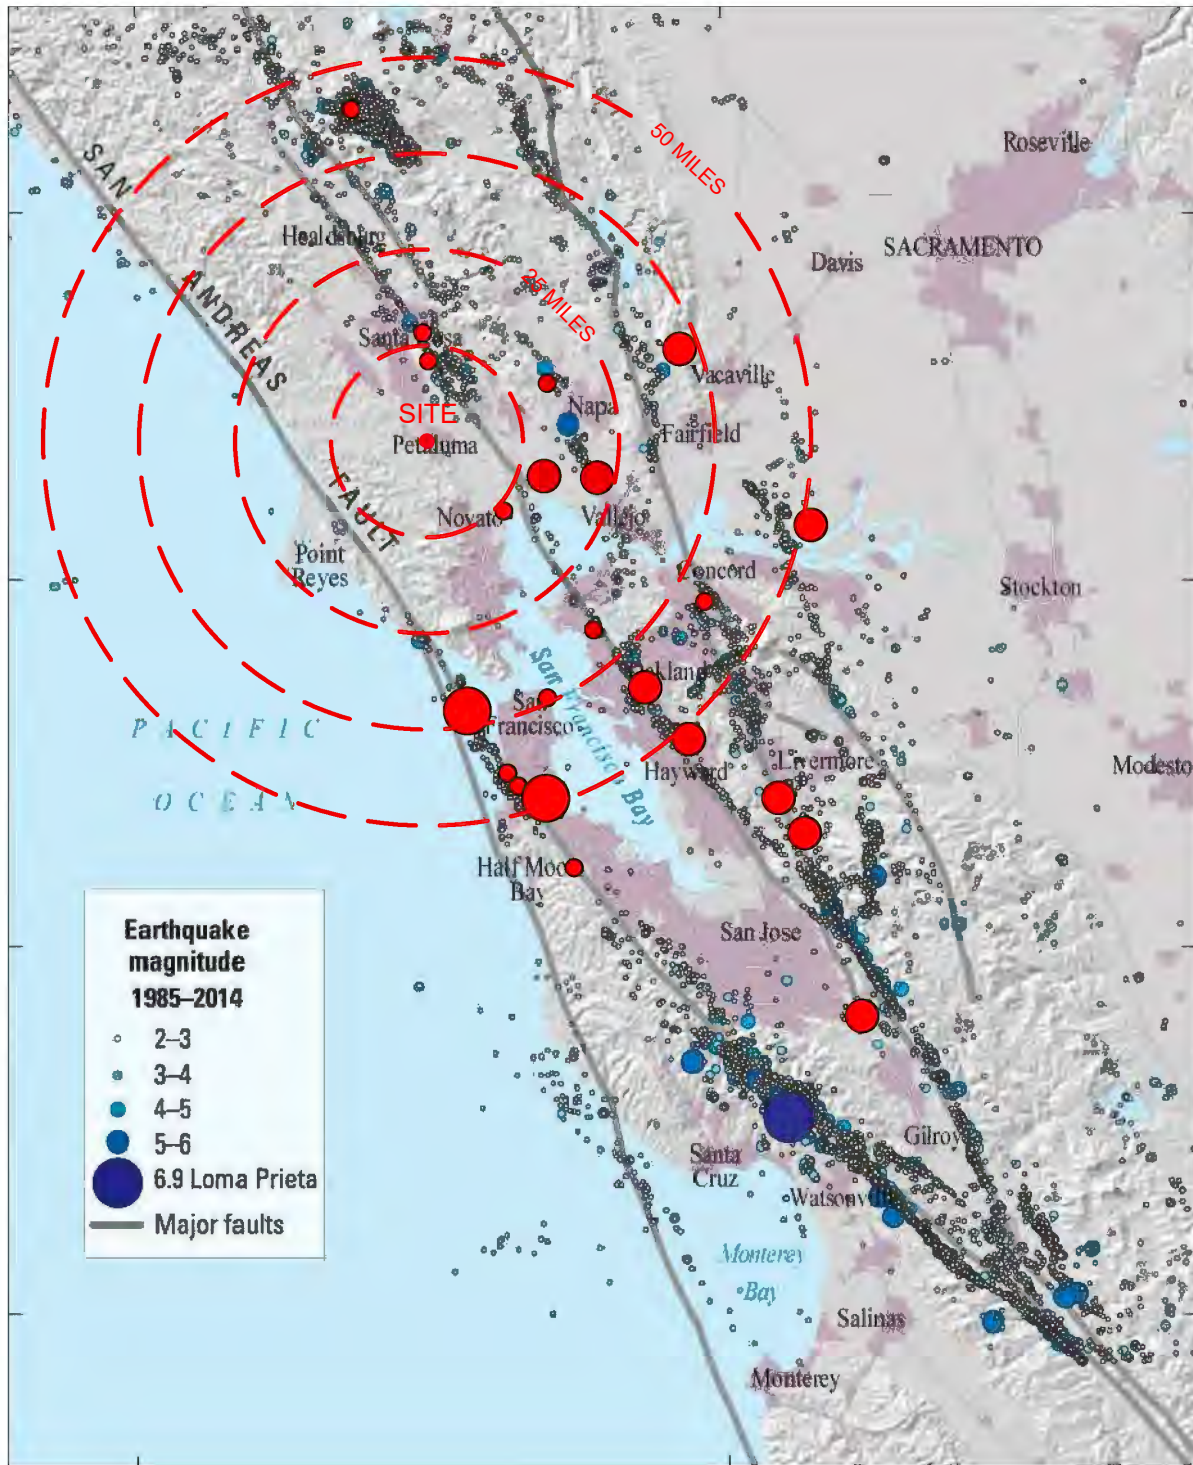 50 MILES
Roseville
SAN
Healdsburg
SACRAMENTO
Davis
ANDREAS
25 MILES
Santa Rosa
Vacaville
SITE
Napa
Fairfield
Petaluma
FAULT
Novato
Vallejo
Point
Reyes
Concord
Stockton
Oakland
San
Francisco
San Francisco Bay
PACIFIC
OCEAN
Hayward
Livermore
Modesto
Half Moon
Bay
Earthquake
magnitude
1985–2014
2–3
3–4
4–5
5–6
6.9 Loma Prieta
Major faults
San Jose
Gilroy
Santa
Cruz
Watsonville
Monterey
Bay
Salinas
Monterey